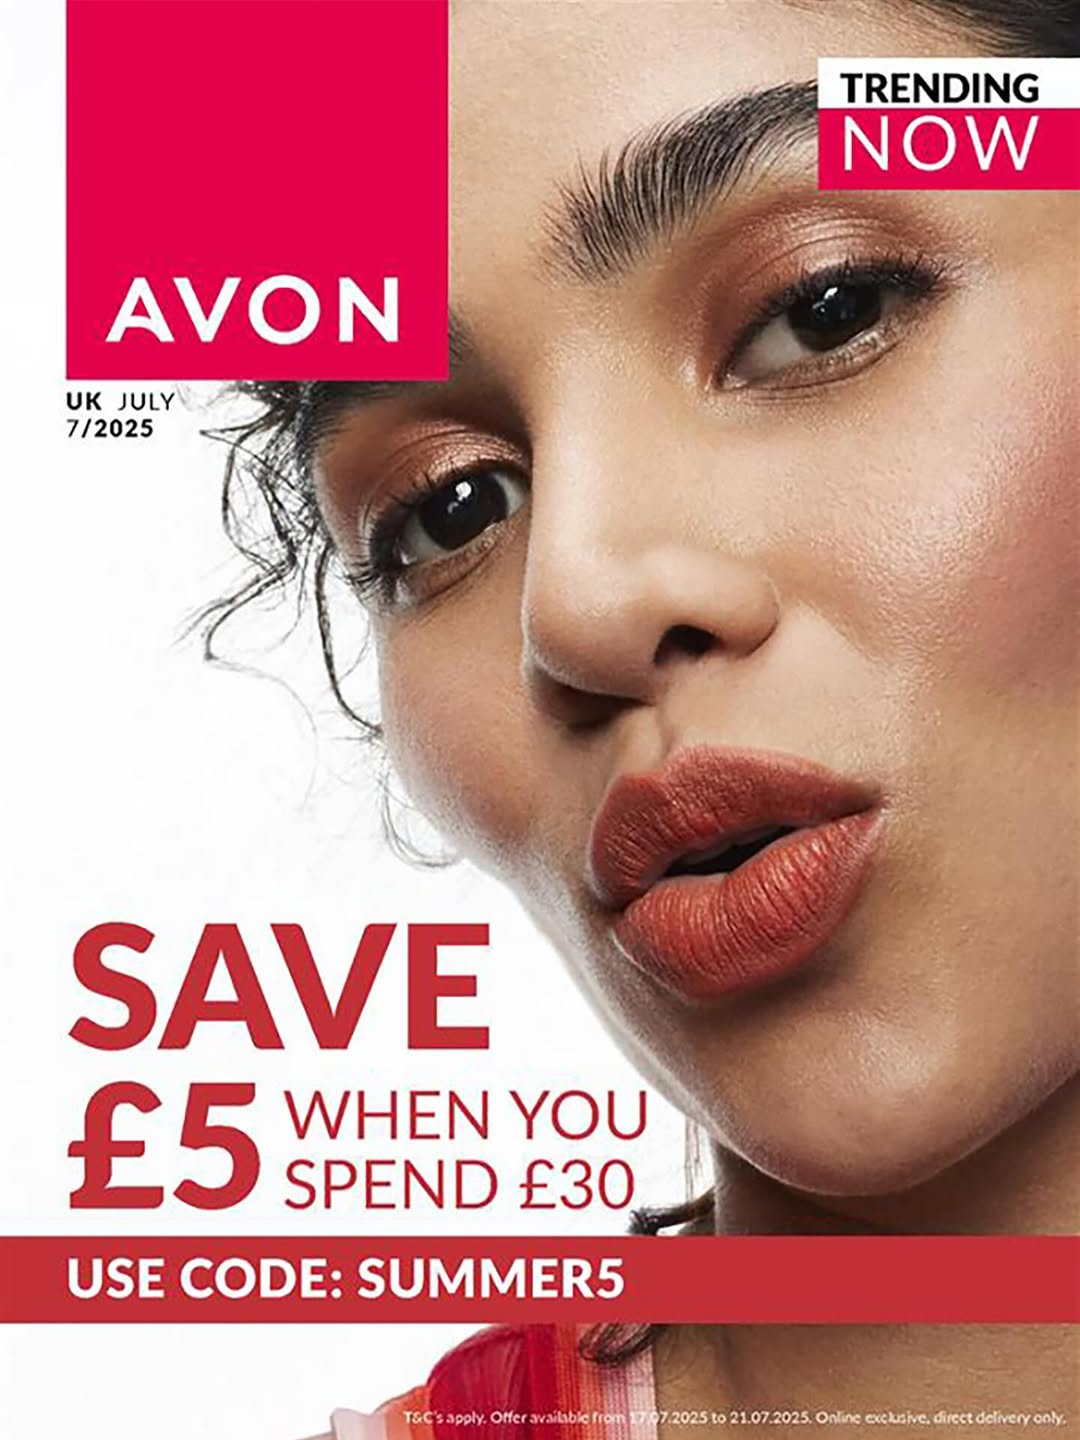 TRENDING
NOW
AVON
UK JULY
7/2025
SAVE
£5 WHEN YOU
SPEND £30
USE CODE: SUMMER5
T&C's apply. Offer available from 17.07.2025 to 21.07.2025. Online exclusive, direct delivery only.